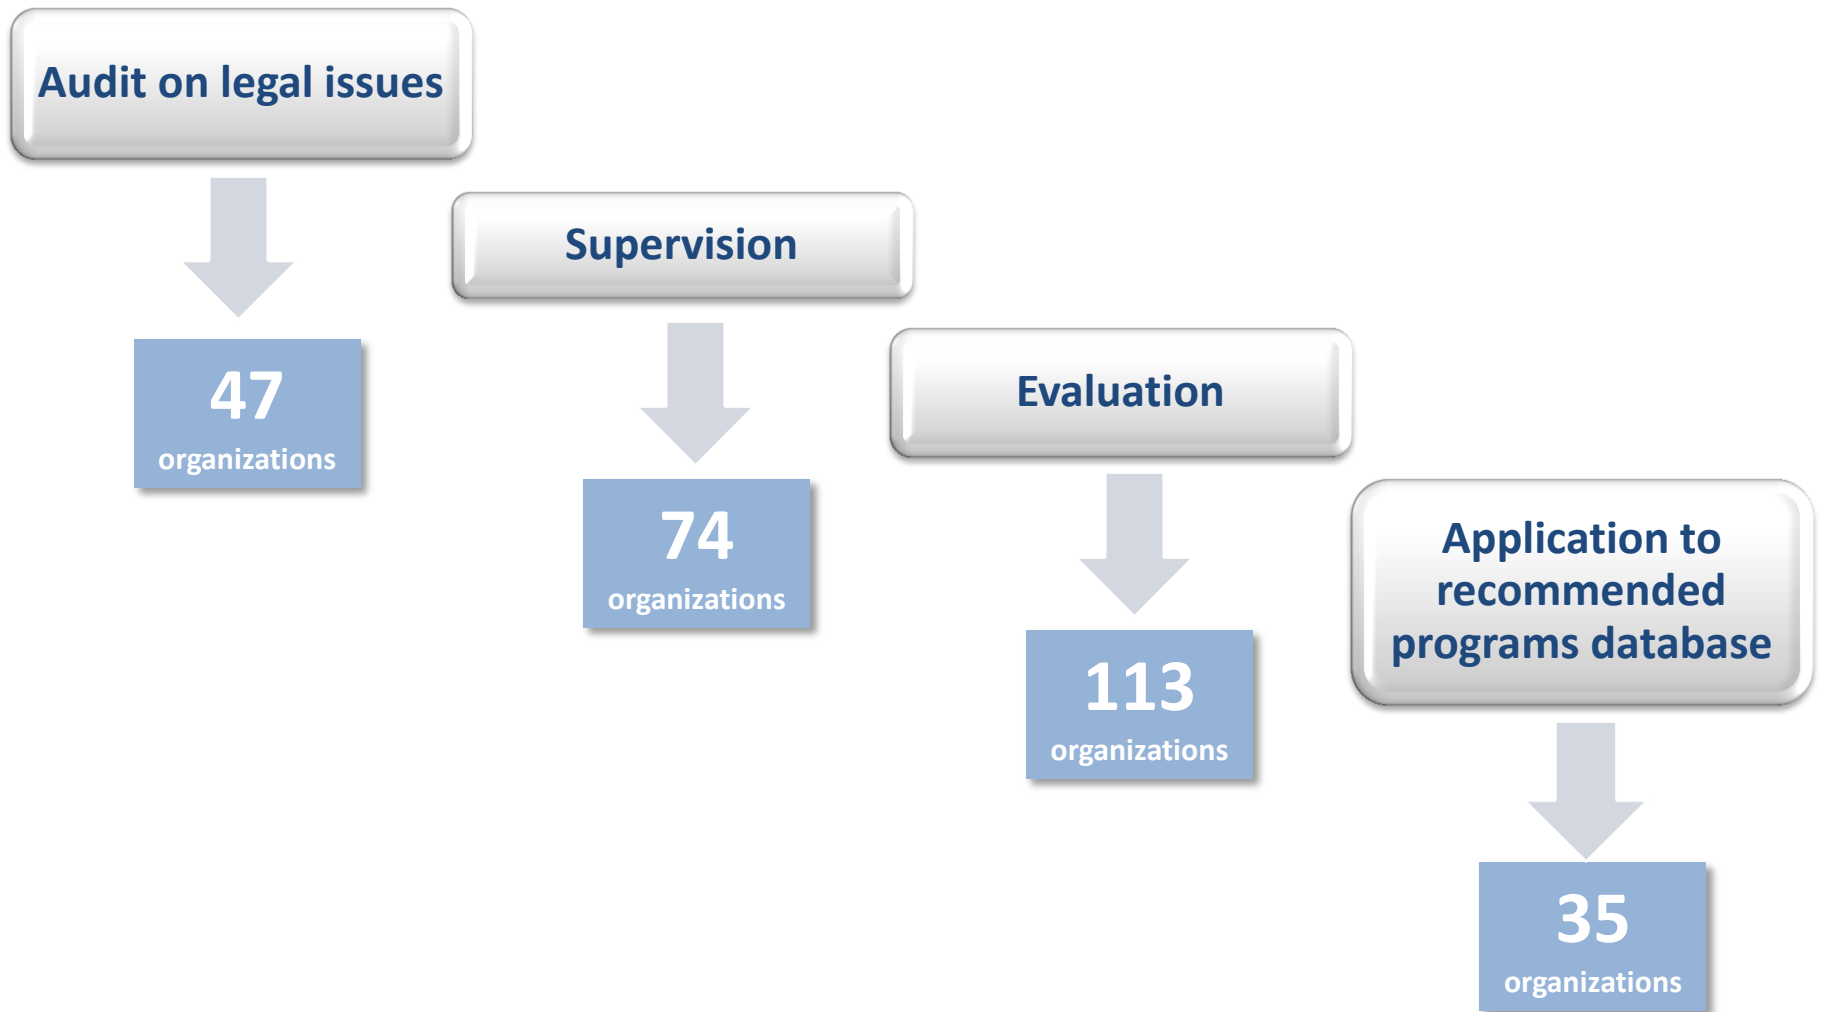 Audit on legal issues
47
organizations
Supervision
74
organizations
Evaluation
113
organizations
Application to
recommended
programs database
35
organizations